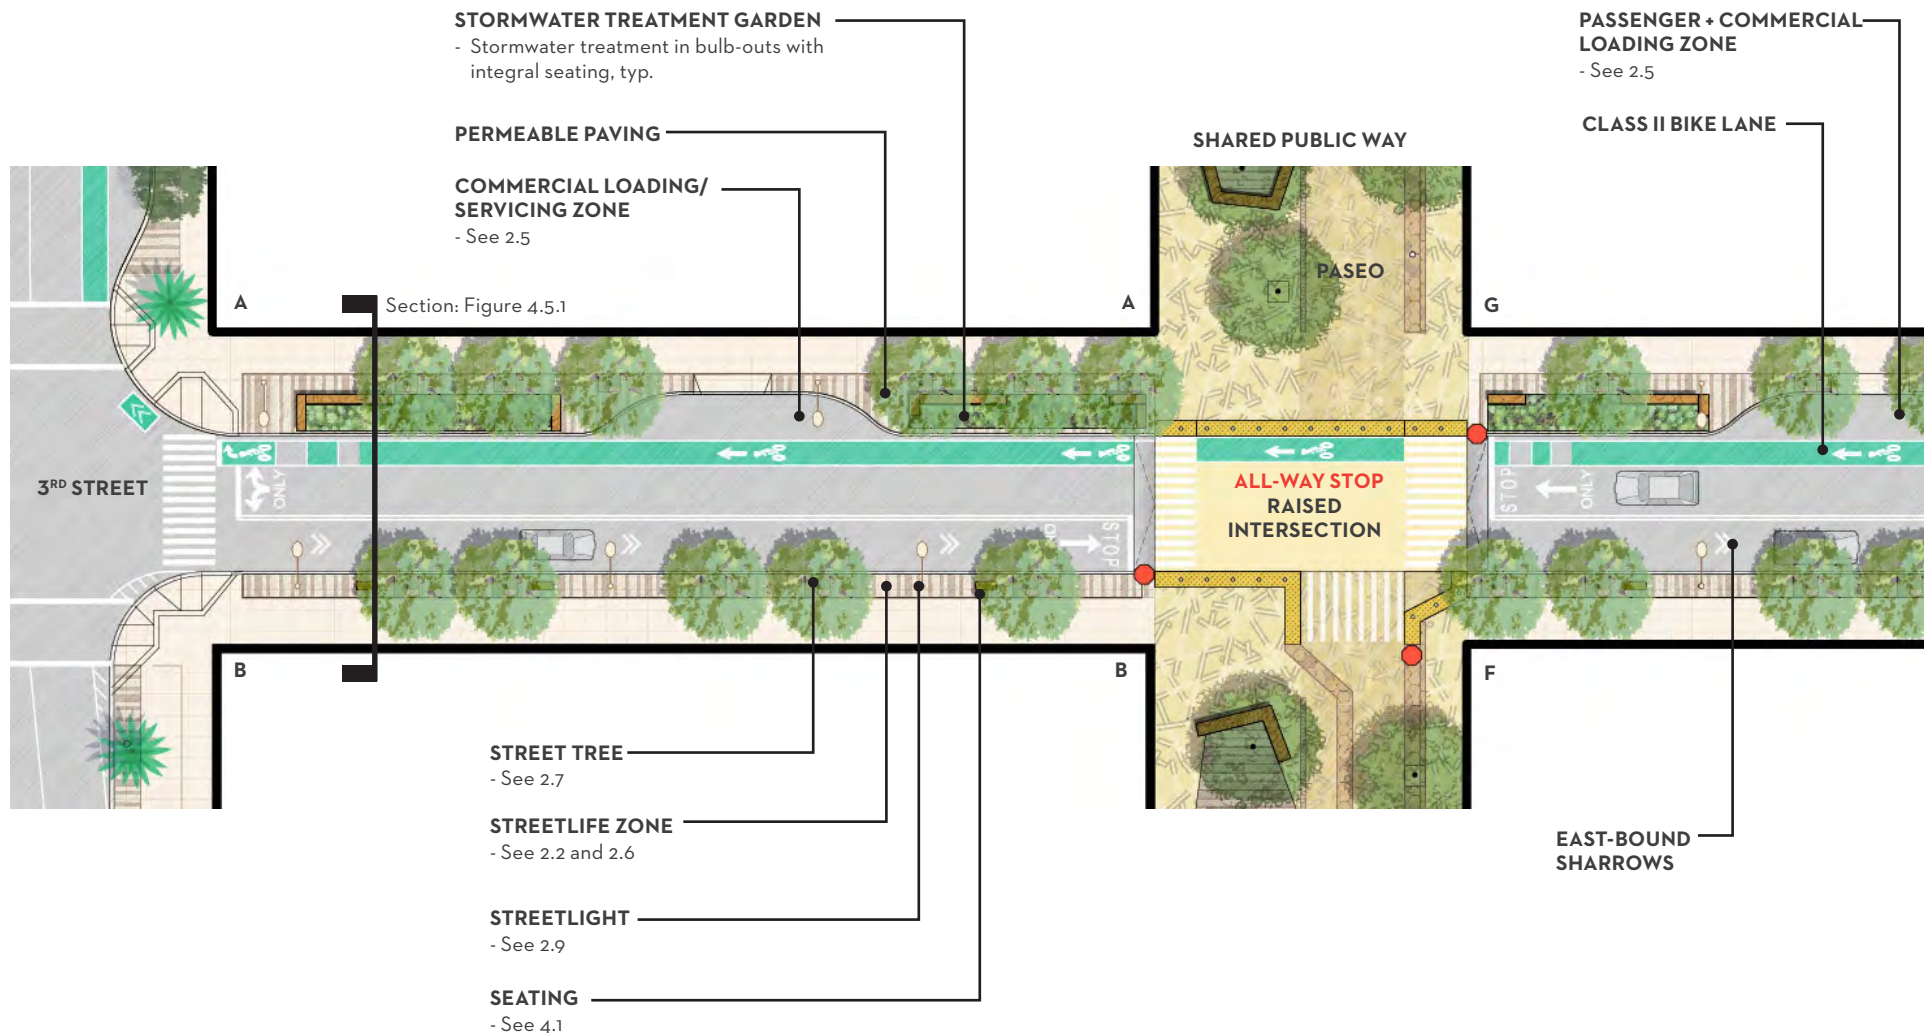 STORMWATER TREATMENT GARDEN
- Stormwater treatment in bulb-outs with
integral seating, typ.
PERMEABLE PAVING
COMMERCIAL LOADING/
SERVICING ZONE
- See 2.5
PASSENGER + COMMERCIAL
LOADING ZONE
- See 2.5
CLASS II BIKE LANE
SHARED PUBLIC WAY
PASEO
A
Section: Figure 4.5.1
A
G
3RD STREET
ONLY
STOP
ALL-WAY STOP
RAISED
INTERSECTION
STOP
ONLY
B
B
F
STREET TREE
- See 2.7
STREETLIFE ZONE
- See 2.2 and 2.6
STREETLIGHT
- See 2.9
SEATING
- See 4.1
EAST-BOUND
SHARROWS